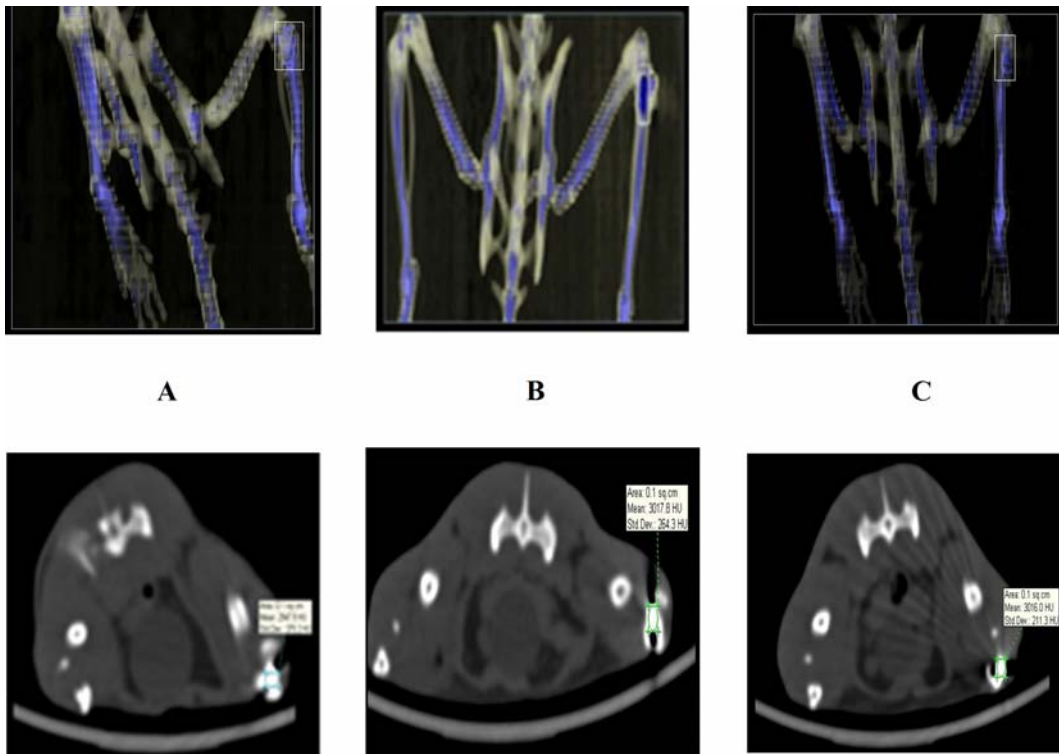 A
B
C
Area: 0.1 sq.cm
Mean: 3017.8 HU
Std.Dev.: 264.3 HU
Area: 0.1 sq.cm
Mean: 3016.0 HU
Std.Dev.: 211.3 HU